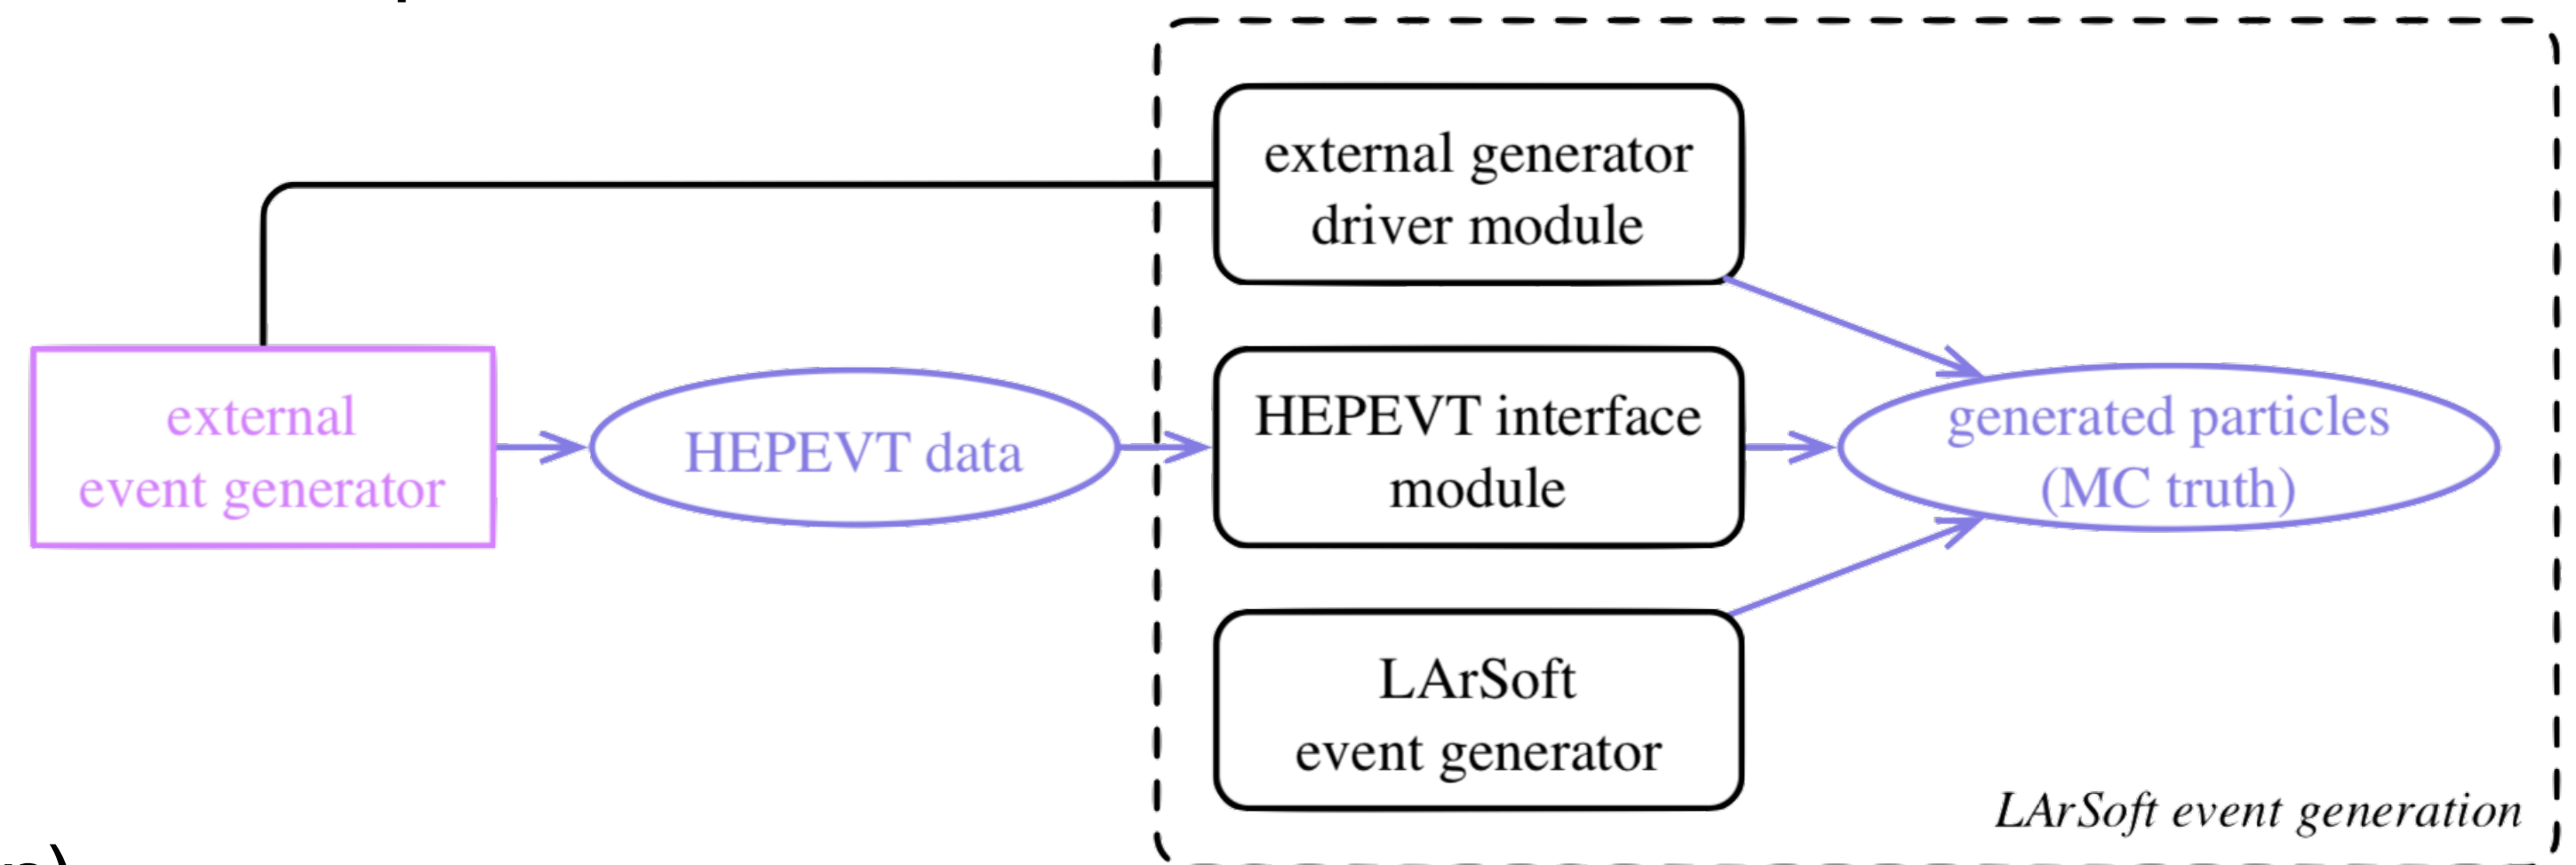 external generator
driver module
external
event generator
HEPEVT data
HEPEVT interface
module
generated particles
(MC truth)
LArSoft
event generator
LArSoft event generation